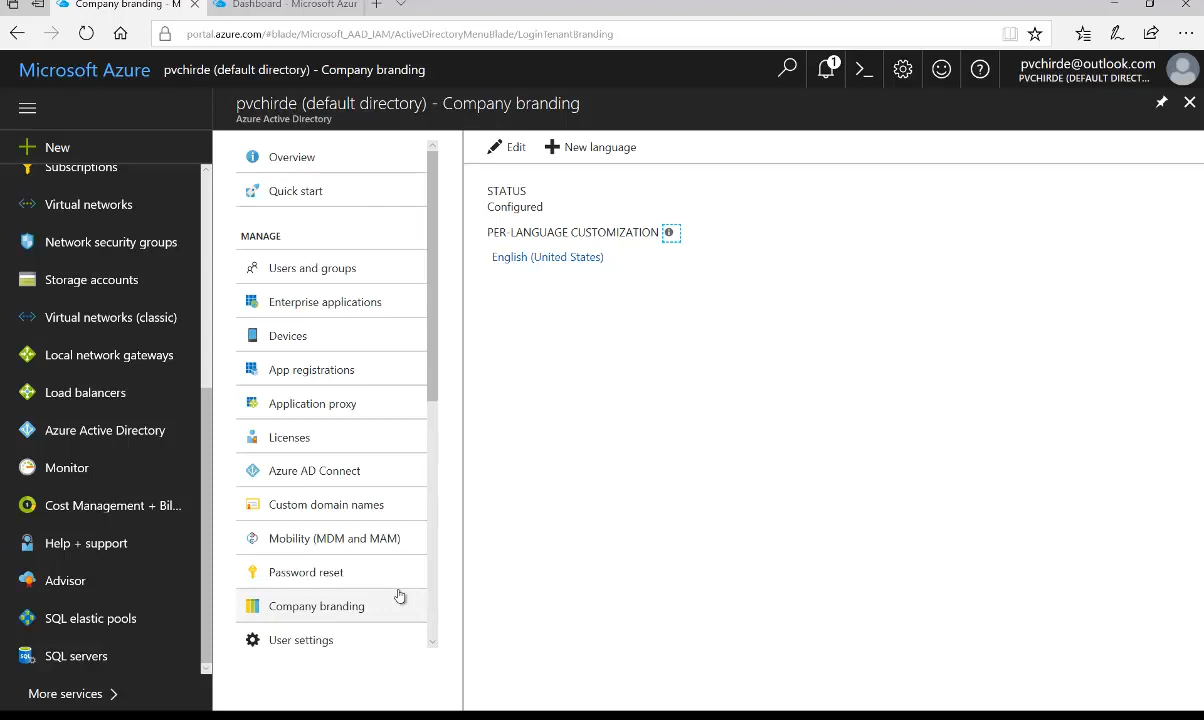 Company branding - M
Dashboard - Microsoft Azur
portal.azure.com/#blade/Microsoft_AAD_IAM/ActiveDirectoryMenuBlade/LoginTenantBranding
Microsoft Azure
pvchirde (default directory) - Company branding
1
pvchirde@outlook.com
PVCHIRDE (DEFAULT DIRECT...
pvchirde (default directory) - Company branding
Azure Active Directory
New
Subscriptions
Virtual networks
Network security groups
Storage accounts
Virtual networks (classic)
Local network gateways
Load balancers
Azure Active Directory
Monitor
Cost Management + Bil...
Help + support
Advisor
SQL elastic pools
SQL servers
More services
Overview
Quick start
MANAGE
Users and groups
Enterprise applications
Devices
App registrations
Application proxy
Licenses
Azure AD Connect
Custom domain names
Mobility (MDM and MAM)
Password reset
Company branding
User settings
Edit
New language
STATUS
Configured
PER-LANGUAGE CUSTOMIZATION
English (United States)